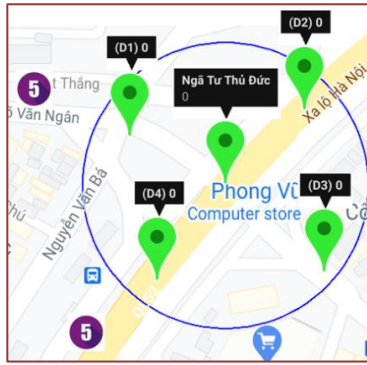 (D2) 0
(D1) 0
t Thắng
Ngã Tư Thủ Đức
0
5
Văn Ngân
Xa lộ Hà Nội
Nguyễn Văn Bá
Phong Vũ
Computer store
(D4) 0
(D3) 0
5